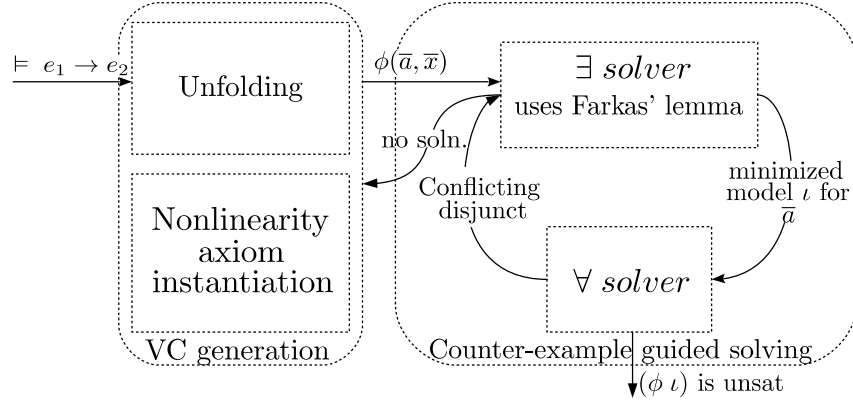 ⊨ e₁ → e₂
Unfolding
Nonlinearity
axiom
instantiation
VC generation
ϕ(a̅, x̅)
no soln.
∃ solver
uses Farkas’ lemma
Conflicting
disjunct
minimized
model ι for
a̅
∀ solver
Counter-example guided solving
(ϕ ι) is unsat